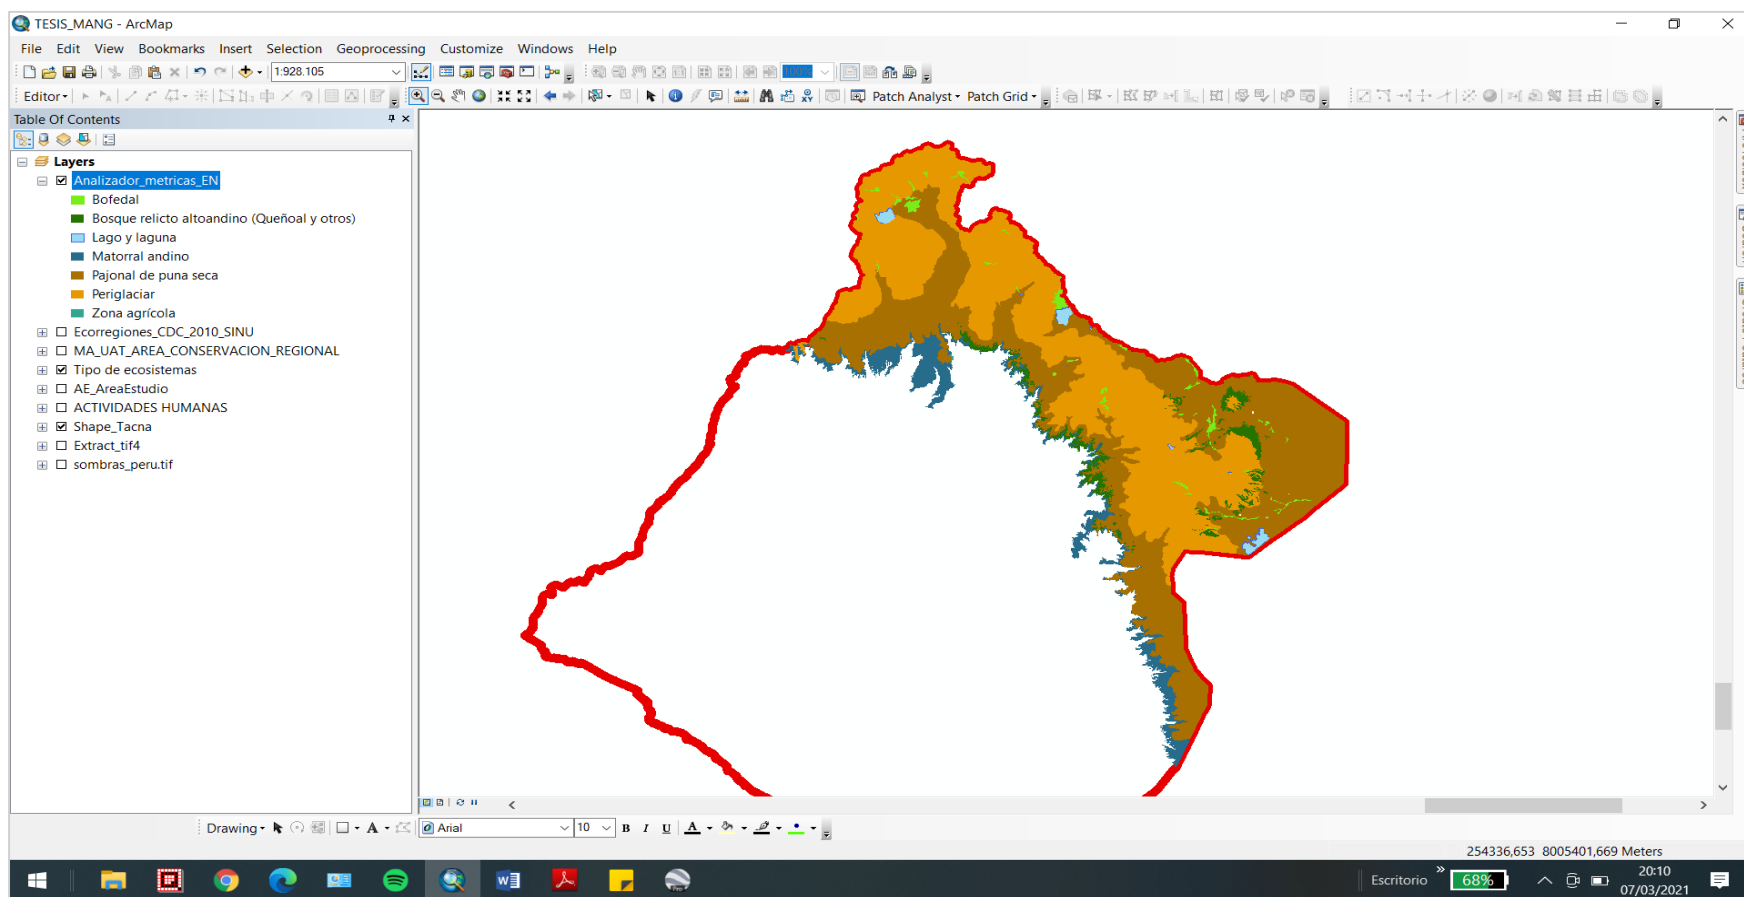 TESIS_MANG - ArcMap
File Edit View Bookmarks Insert Selection Geoprocessing Customize Windows Help
1:928.105
100%
Editor
Patch Analyst Patch Grid
Table Of Contents
Layers
Analizador_metricas_EN
Bofedal
Bosque relicto altoandino (Queñoal y otros)
Lago y laguna
Matorral andino
Pajonal de puna seca
Periglaciar
Zona agrícola
Ecorregiones_CDC_2010_SINU
MA_UAT_AREA_CONSERVACION_REGIONAL
Tipo de ecosistemas
AE_AreaEstudio
ACTIVIDADES HUMANAS
Shape_Tacna
Extract_tif4
sombras_peru.tif
Drawing A Arial 10 B I U A
254336,653 8005401,669 Meters
Escritorio 68% 20:10
07/03/2021